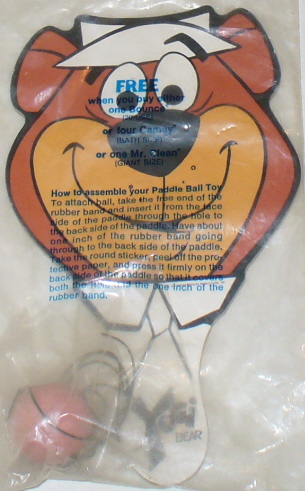 FREE
when you buy either
one Bounce®
or four Camay®
(BATH SIZE)
or one Mr. Clean®
(GIANT SIZE)
How to assemble your Paddle Ball Toy
To attach ball, take the free end of the
rubber band and insert it from the face
side of the paddle through the hole to
the back side of the paddle. Have about
one inch of the rubber band going
through to the back side of the paddle.
Take the round sticker, peel off the pro-
tective paper, and press it firmly on the
back side of the paddle so that it covers
both the hole and the one inch of the
rubber band.
Yogi
BEAR